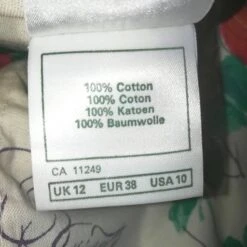 100% Cotton
100% Coton
100% Katoen
100% Baumwolle
CA 11249
UK 12 EUR 38 USA 10